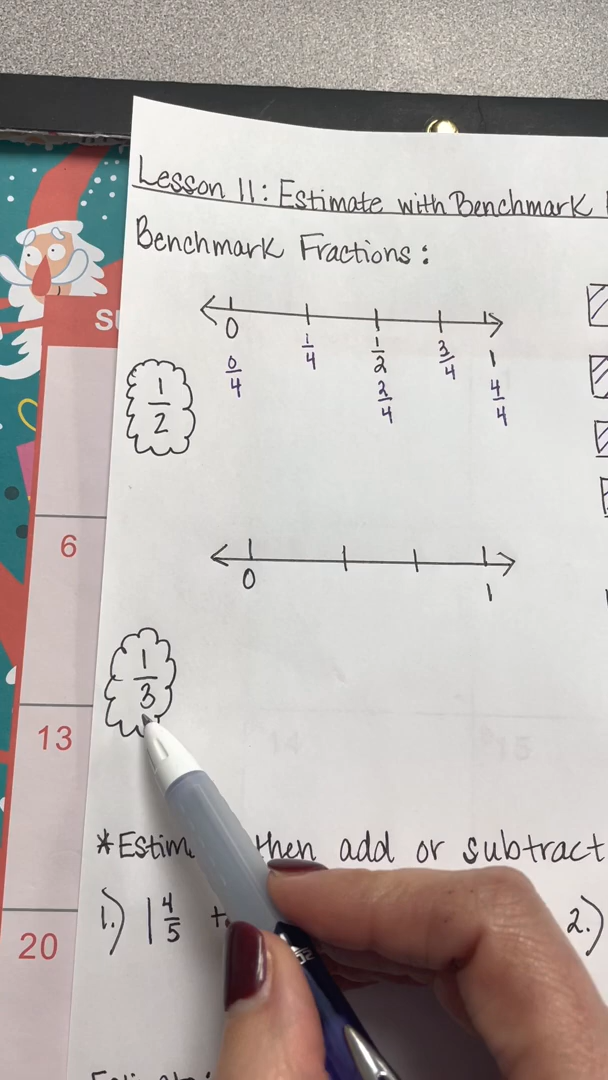 Lesson 11: Estimate with Benchmark
Benchmark Fractions:
0 1/4 1/2 3/4 1
0/4 2/4 4/4
1/2
0 1
1/3
*Estim then add or subtract
1.) 1 4/5 +
2.)
6
13
20
14
15